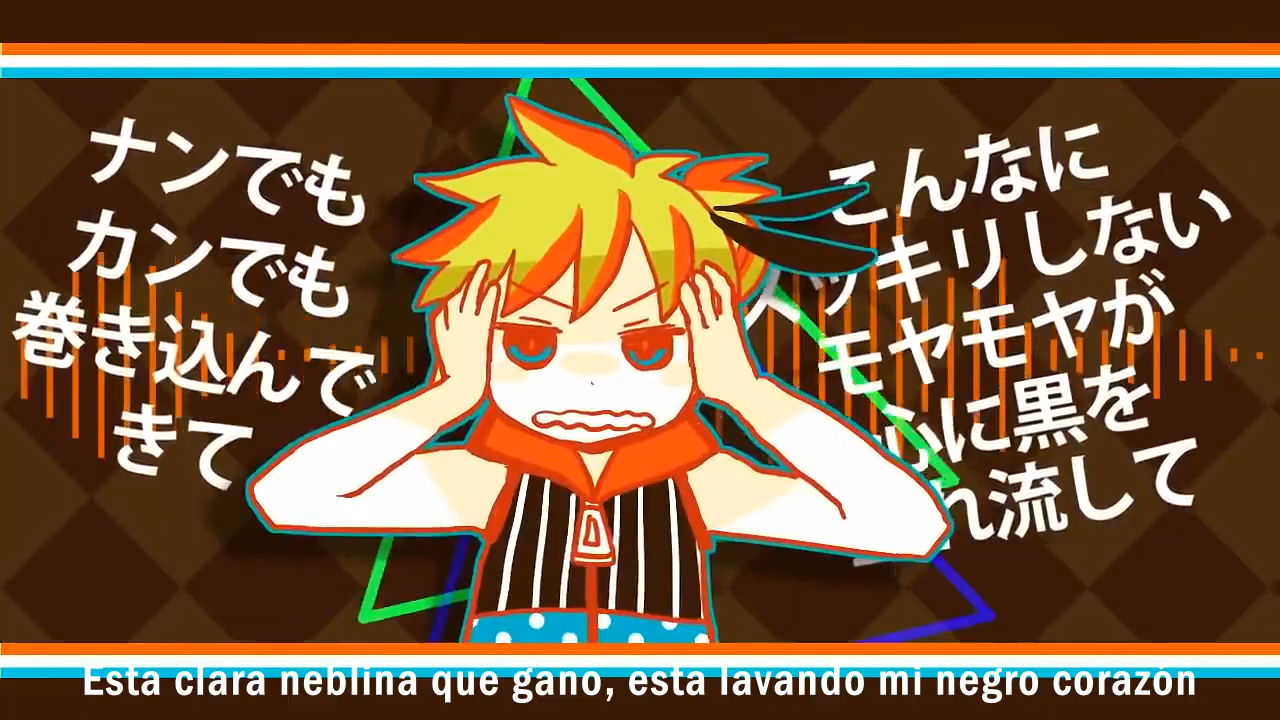 ナンでも
カンでも
巻き込んで
きて
こんなに
スッキリしない
モヤモヤが
心に黒を
れ流して
Esta clara neblina que gano, esta lavando mi negro corazón